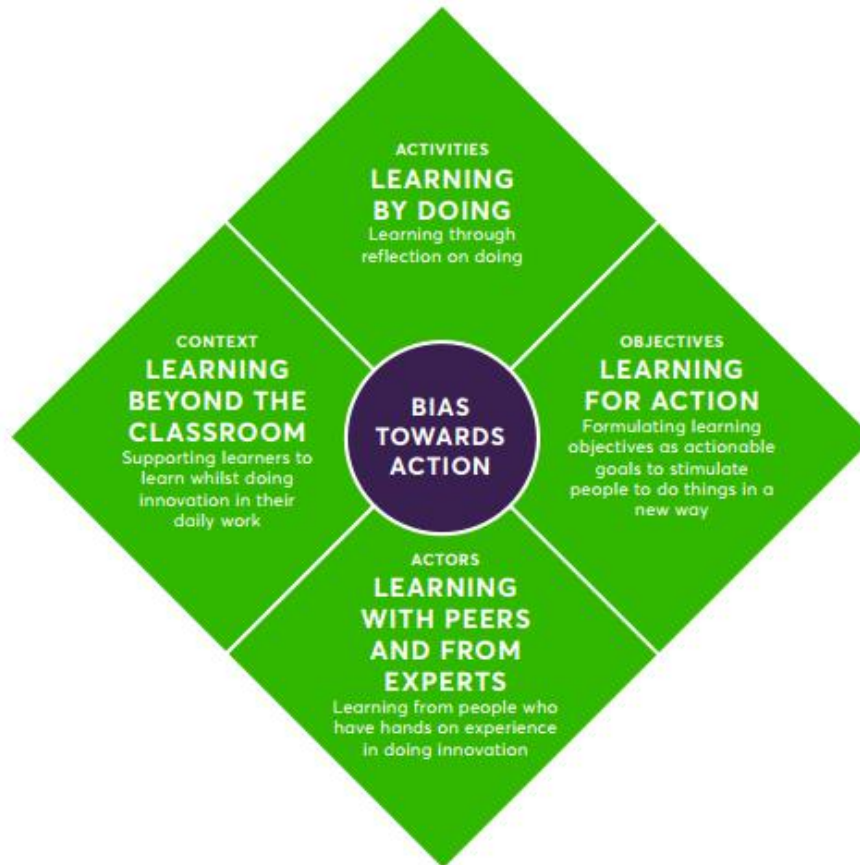 ACTIVITIES
LEARNING
BY DOING
Learning through
reflection on doing
CONTEXT
LEARNING
BEYOND THE
CLASSROOM
Supporting learners to
learn whilst doing
innovation in their
daily work
BIAS
TOWARDS
ACTION
OBJECTIVES
LEARNING
FOR ACTION
Formulating learning
objectives as actionable
goals to stimulate
people to do things in a
new way
ACTORS
LEARNING
WITH PEERS
AND FROM
EXPERTS
Learning from people who
have hands on experience
in doing innovation